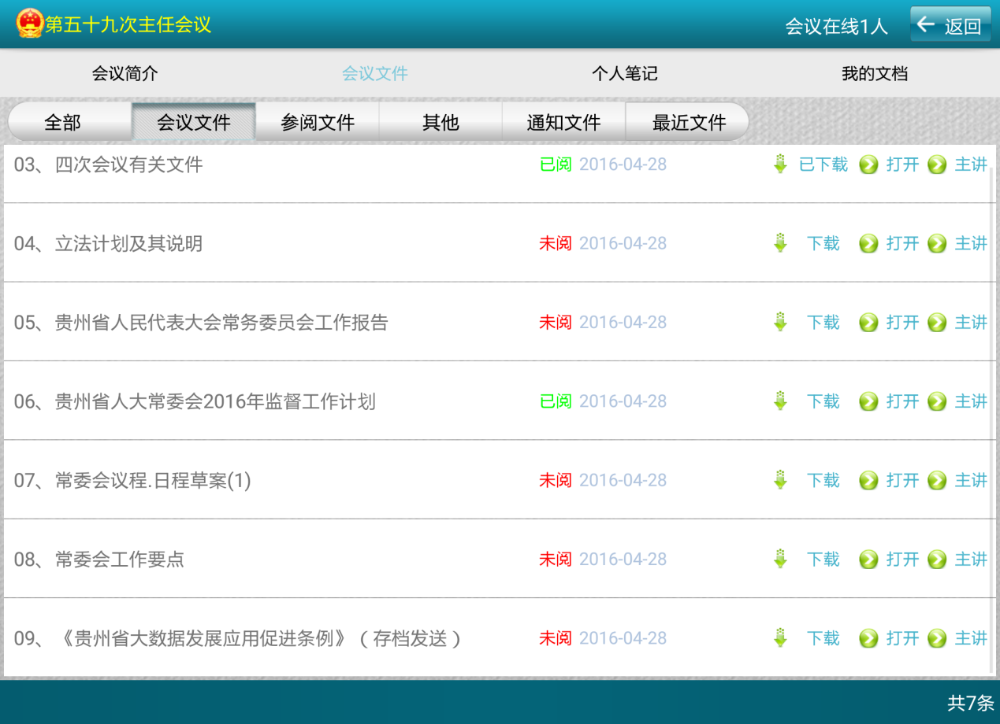 第五十九次主任会议 会议在线1人 返回
会议简介 会议文件 个人笔记 我的文档
全部 会议文件 参阅文件 其他 通知文件 最近文件
03、四次会议有关文件 已阅 2016-04-28 已下载 打开 主讲
04、立法计划及其说明 未阅 2016-04-28 下载 打开 主讲
05、贵州省人民代表大会常务委员会工作报告 未阅 2016-04-28 下载 打开 主讲
06、贵州省人大常委会2016年监督工作计划 已阅 2016-04-28 下载 打开 主讲
07、常委会议程.日程草案(1) 未阅 2016-04-28 下载 打开 主讲
08、常委会工作要点 未阅 2016-04-28 下载 打开 主讲
09、《贵州省大数据发展应用促进条例》（存档发送） 未阅 2016-04-28 下载 打开 主讲
共7条